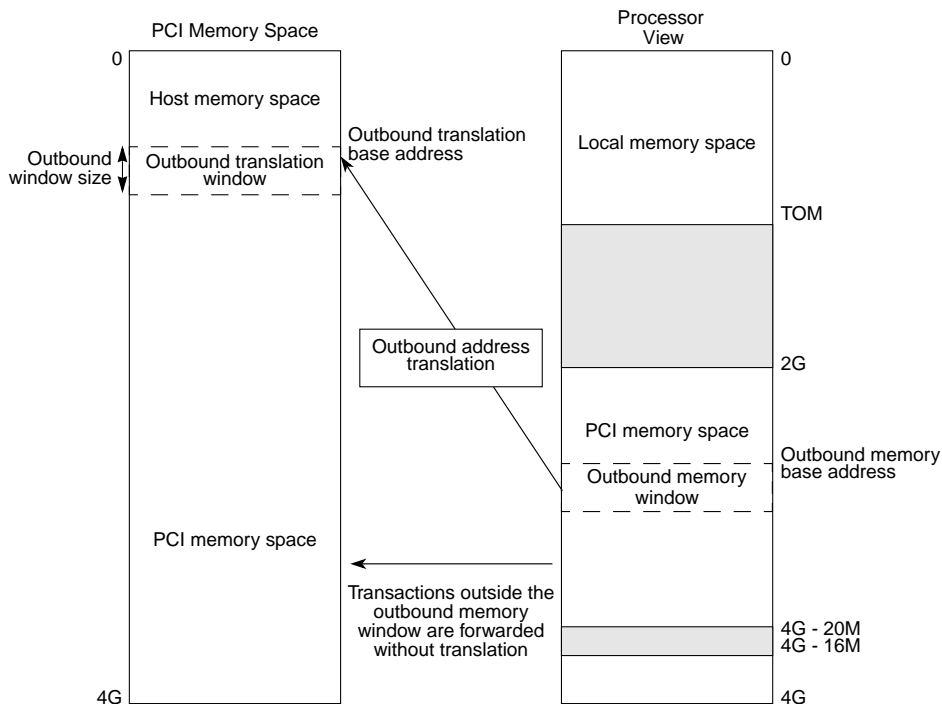 PCI Memory Space
Processor
View
0
0
Host memory space
Outbound translation
base address
Local memory space
Outbound
window size
Outbound translation
window
TOM
Outbound address
translation
2G
PCI memory space
Outbound memory
base address
Outbound memory
window
PCI memory space
Transactions outside the
outbound memory
window are forwarded
without translation
4G - 20M
4G - 16M
4G
4G